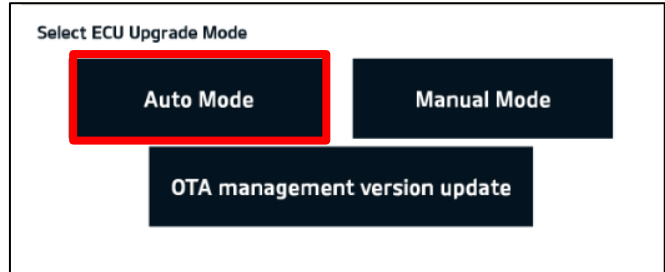 Select ECU Upgrade Mode
Auto Mode
Manual Mode
OTA management version update